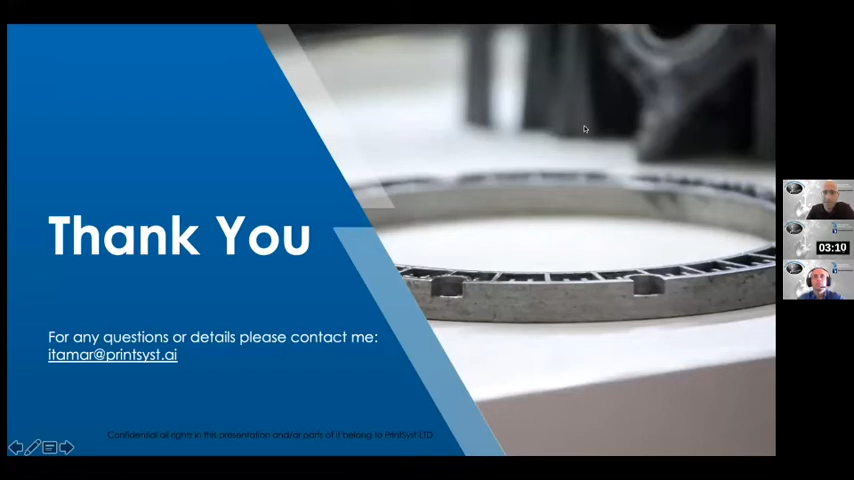 Thank You
For any questions or details please contact me:
itamar@printsyst.ai
Confidential all rights in this presentation and/or parts of it belong to PrintSyst LTD
03:10